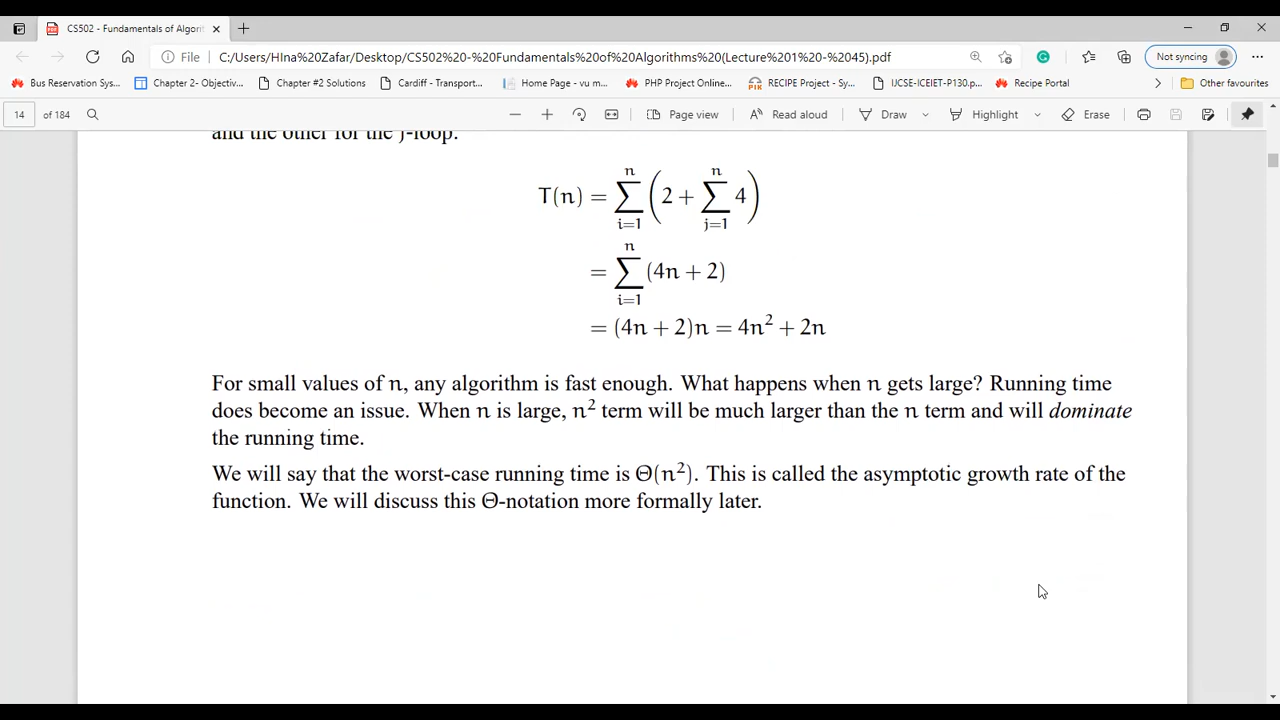 CS502 - Fundamentals of Algorit
File
C:/Users/HIna%20Zafar/Desktop/CS502%20-%20Fundamentals%20of%20Algorithms%20(Lecture%201%20-%2045).pdf
Not syncing
Bus Reservation Sy...
Chapter 2- Objectiv...
Chapter #2 Solutions
Cardiff - Transport...
Home Page - vu m...
PHP Project Online...
RECIPE Project - Sy...
IJCSE-ICEIET-P130.p...
Recipe Portal
Other favourites
14 of 184
Page view
Read aloud
Draw
Highlight
Erase
and the other for the j-loop.
T(n) = ∑_{i=1}^{n} (2 + ∑_{j=1}^{n} 4)
= ∑_{i=1}^{n} (4n + 2)
= (4n + 2)n = 4n² + 2n
For small values of n, any algorithm is fast enough. What happens when n gets large? Running time
does become an issue. When n is large, n² term will be much larger than the n term and will dominate
the running time.
We will say that the worst-case running time is Θ(n²). This is called the asymptotic growth rate of the
function. We will discuss this Θ-notation more formally later.